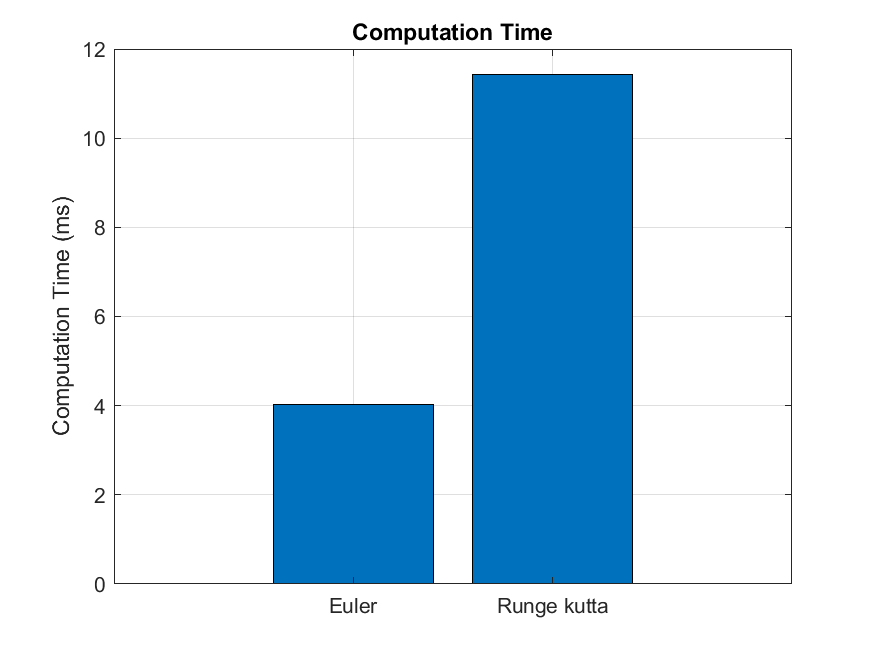 Computation Time
12
10
8
6
4
2
0
Computation Time (ms)
Euler
Runge kutta